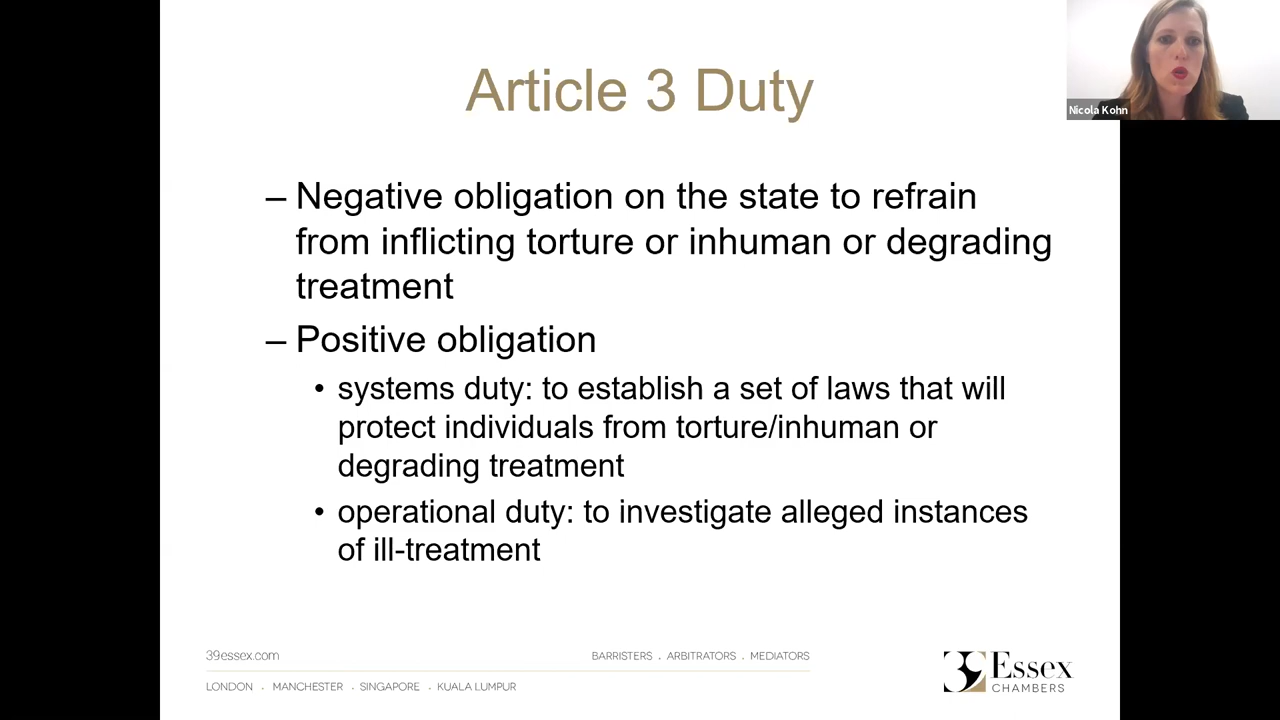 Article 3 Duty
Nicola Kohn
– Negative obligation on the state to refrain
from inflicting torture or inhuman or degrading
treatment
– Positive obligation
• systems duty: to establish a set of laws that will
protect individuals from torture/inhuman or
degrading treatment
• operational duty: to investigate alleged instances
of ill-treatment
39essex.com
BARRISTERS . ARBITRATORS . MEDIATORS
LONDON . MANCHESTER . SINGAPORE . KUALA LUMPUR
39 Essex
CHAMBERS